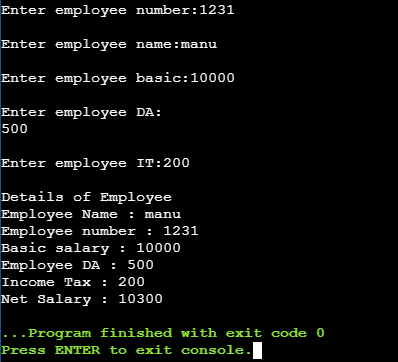 Enter employee number:1231
Enter employee name:manu
Enter employee basic:10000
Enter employee DA:
500
Enter employee IT:200
Details of Employee
Employee Name : manu
Employee number : 1231
Basic salary : 10000
Employee DA : 500
Income Tax : 200
Net Salary : 10300
...Program finished with exit code 0
Press ENTER to exit console.